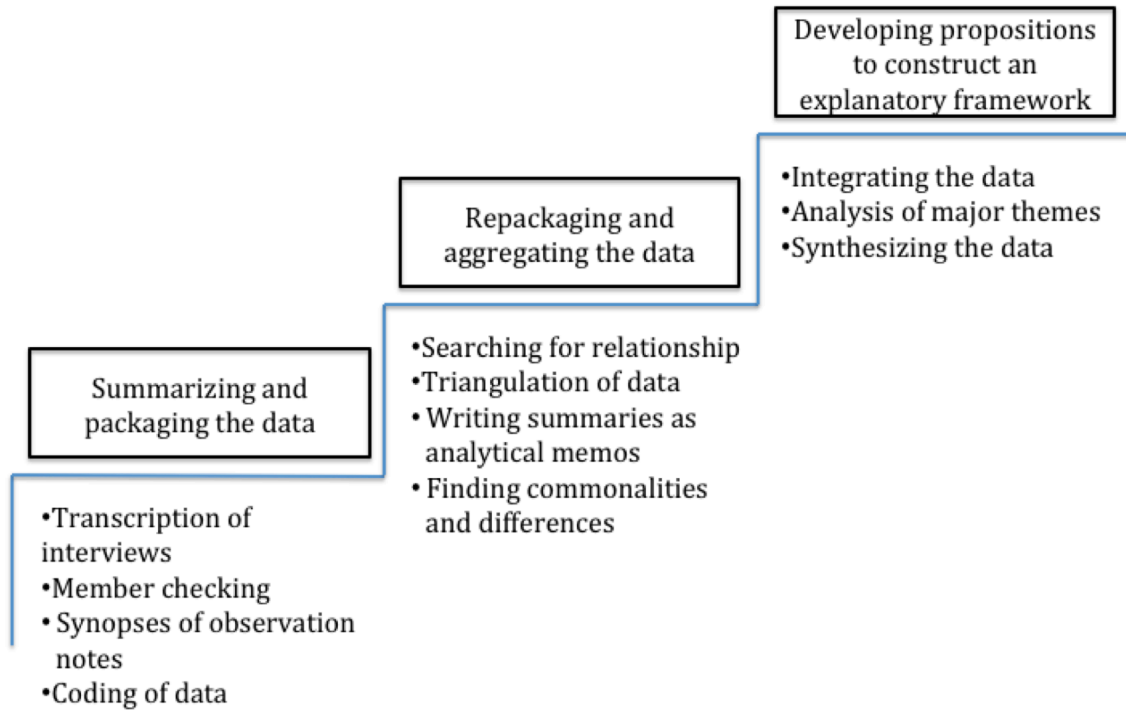 Developing propositions
to construct an
explanatory framework
•Integrating the data
•Analysis of major themes
•Synthesizing the data
Repackaging and
aggregating the data
•Searching for relationship
•Triangulation of data
• Writing summaries as
analytical memos
• Finding commonalities
and differences
Summarizing and
packaging the data
•Transcription of
interviews
•Member checking
• Synopses of observation
notes
•Coding of data